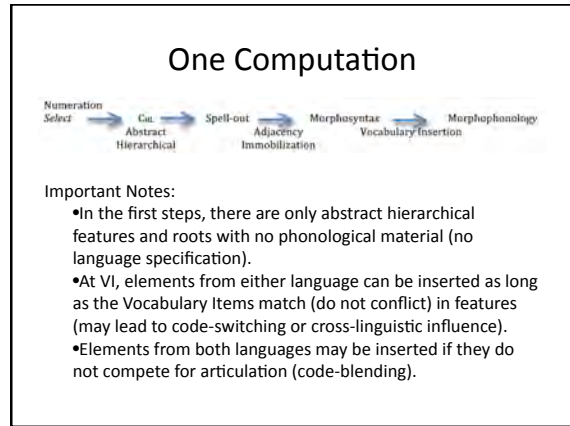 One Computation
Numeration
Select CHL Spell-out Morphosyntax Morphophonology
Abstract Adjacency Vocabulary Insertion
Hierarchical Immobilization
Important Notes:
•In the first steps, there are only abstract hierarchical
features and roots with no phonological material (no
language specification).
•At VI, elements from either language can be inserted as long
as the Vocabulary Items match (do not conflict) in features
(may lead to code-switching or cross-linguistic influence).
•Elements from both languages may be inserted if they do
not compete for articulation (code-blending).